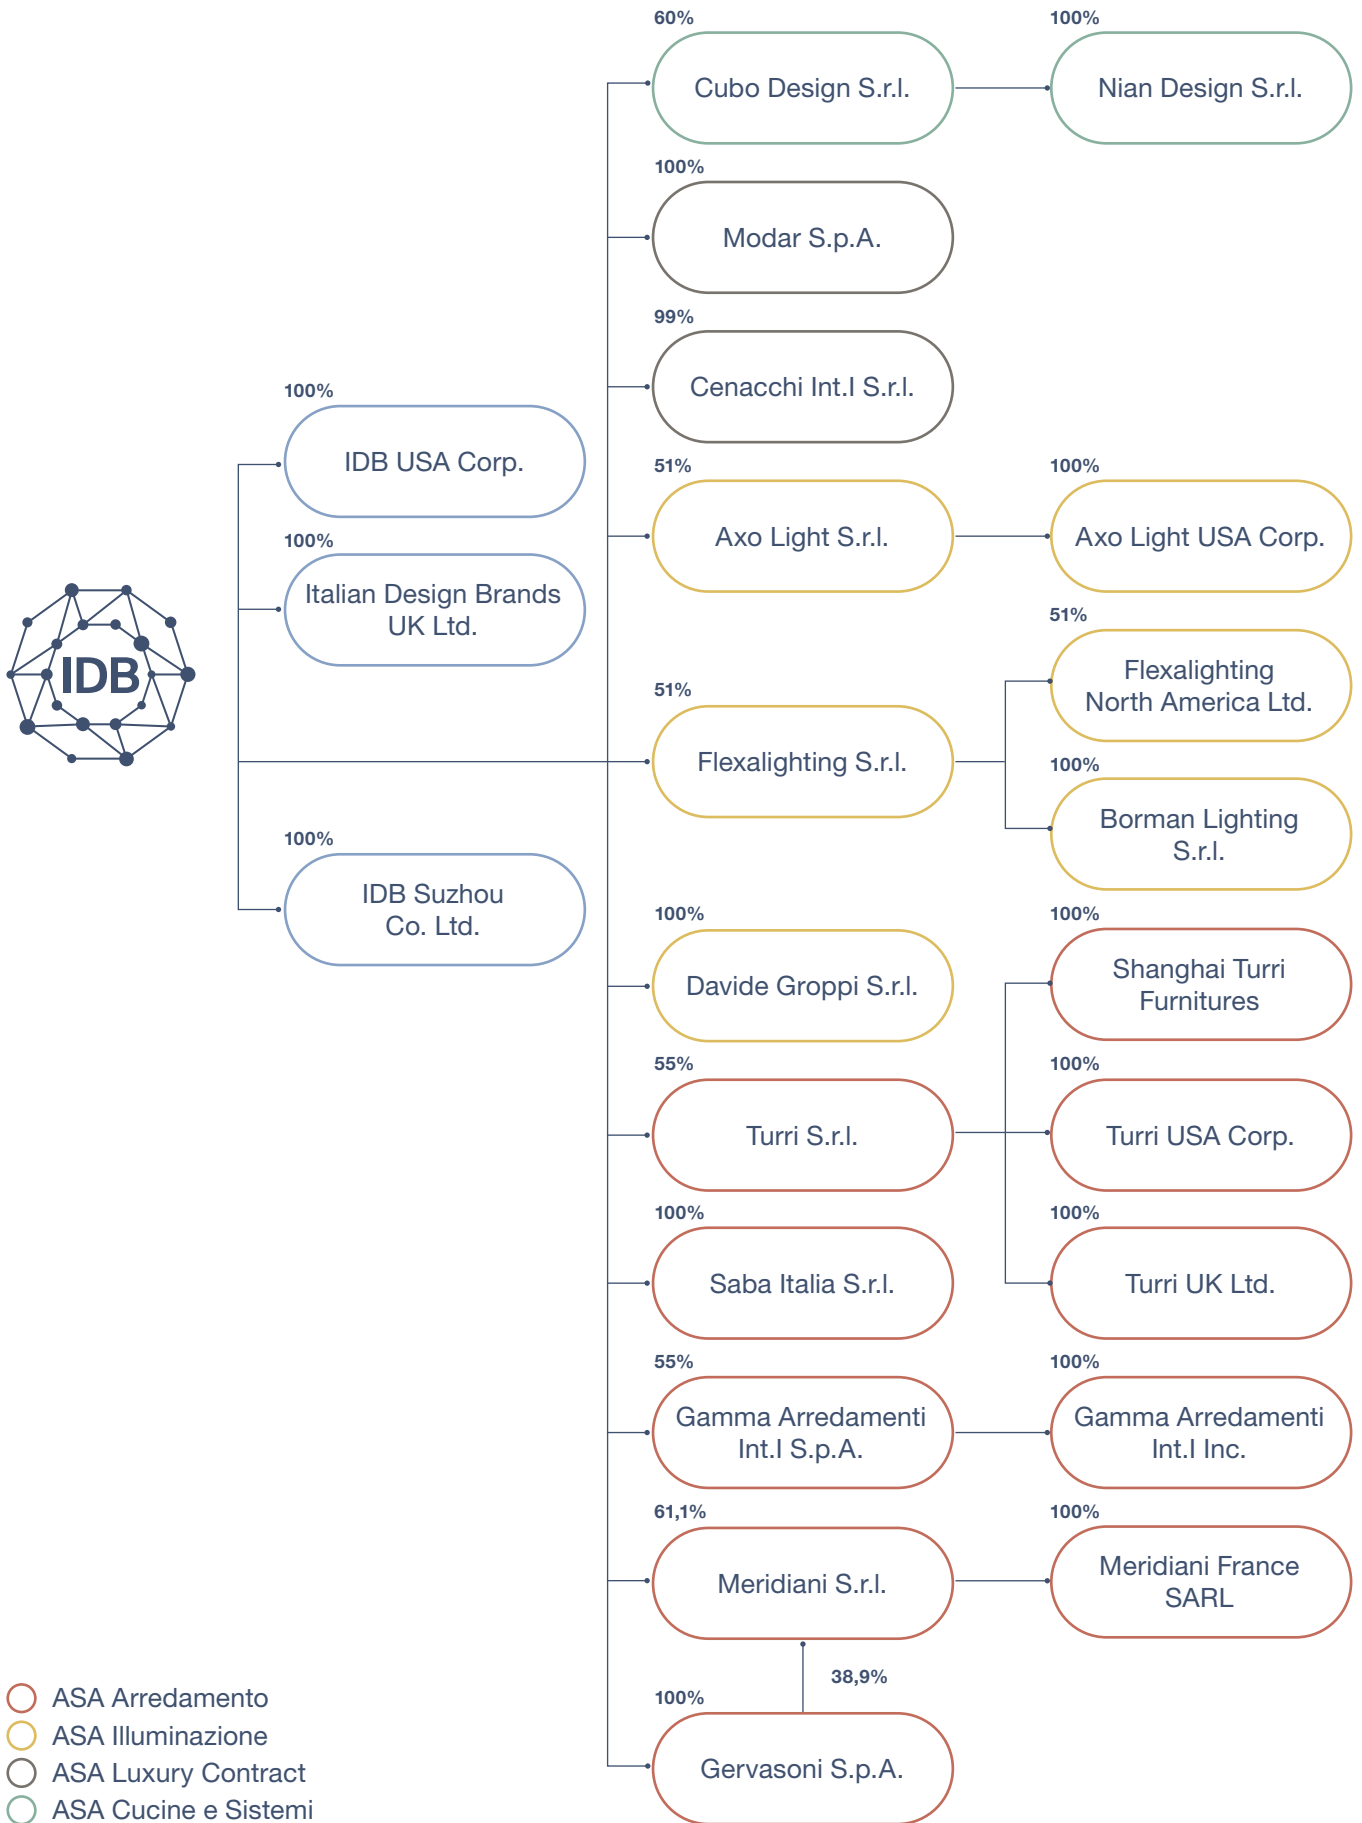 60%
Cubo Design S.r.l.
100%
Nian Design S.r.l.
100%
Modar S.p.A.
99%
Cenacchi Int.I S.r.l.
100%
IDB USA Corp.
51%
Axo Light S.r.l.
100%
Axo Light USA Corp.
100%
Italian Design Brands
UK Ltd.
IDB
51%
Flexalighting
North America Ltd.
51%
Flexalighting S.r.l.
100%
Borman Lighting
S.r.l.
100%
IDB Suzhou
Co. Ltd.
100%
Davide Groppi S.r.l.
100%
Shanghai Turri
Furnitures
55%
Turri S.r.l.
100%
Turri USA Corp.
100%
Saba Italia S.r.l.
100%
Turri UK Ltd.
55%
Gamma Arredamenti
Int.I S.p.A.
100%
Gamma Arredamenti
Int.I Inc.
61,1%
Meridiani S.r.l.
100%
Meridiani France
SARL
38,9%
100%
Gervasoni S.p.A.
ASA Arredamento
ASA Illuminazione
ASA Luxury Contract
ASA Cucine e Sistemi